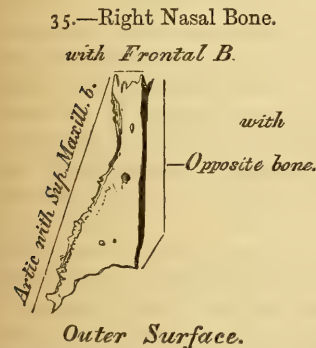 35.—Right Nasal Bone.
with Frontal B.
Artic with Sup. Maxill. b.
with
Opposite bone.
Outer Surface.